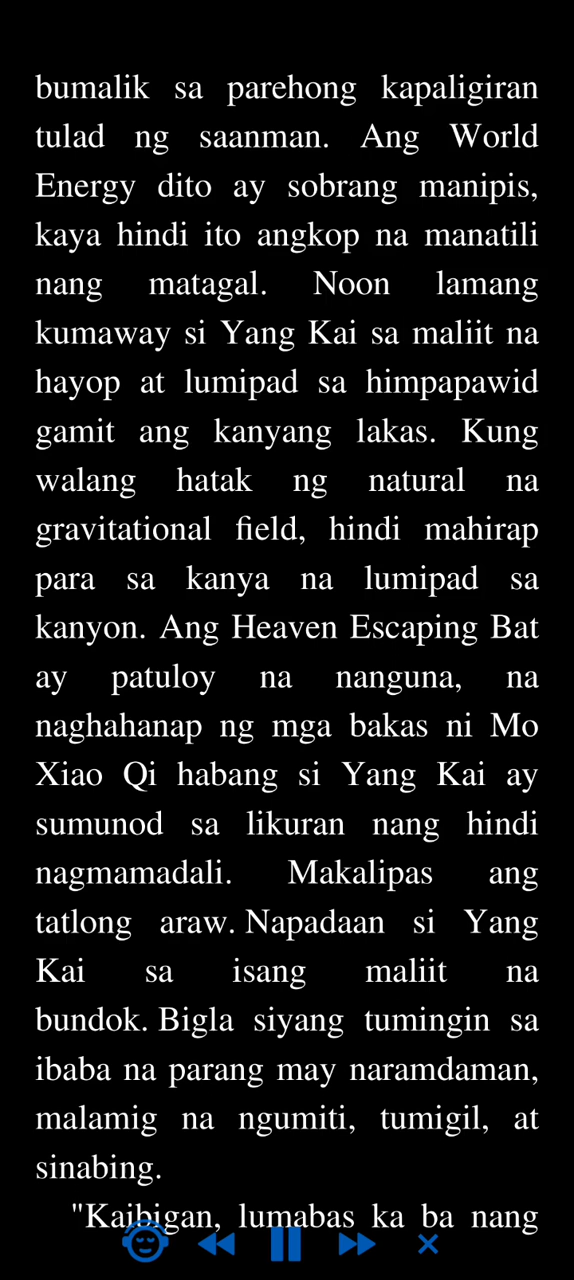 bumalik sa parehong kapaligiran
tulad ng saanman. Ang World
Energy dito ay sobrang manipis,
kaya hindi ito angkop na manatili
nang matagal. Noon lamang
kumaway si Yang Kai sa maliit na
hayop at lumipad sa himpapawid
gamit ang kanyang lakas. Kung
walang hatak ng natural na
gravitational field, hindi mahirap
para sa kanya na lumipad sa
kanyon. Ang Heaven Escaping Bat
ay patuloy na nanguna, na
naghahanap ng mga bakas ni Mo
Xiao Qi habang si Yang Kai ay
sumunod sa likuran nang hindi
nagmamadali. Makalipas ang
tatlong araw. Napadaan si Yang
Kai sa isang maliit na
bundok. Bigla siyang tumingin sa
ibaba na parang may naramdaman,
malamig na ngumiti, tumigil, at
sinabing.
"Kaibigan, lumabas ka ba nang